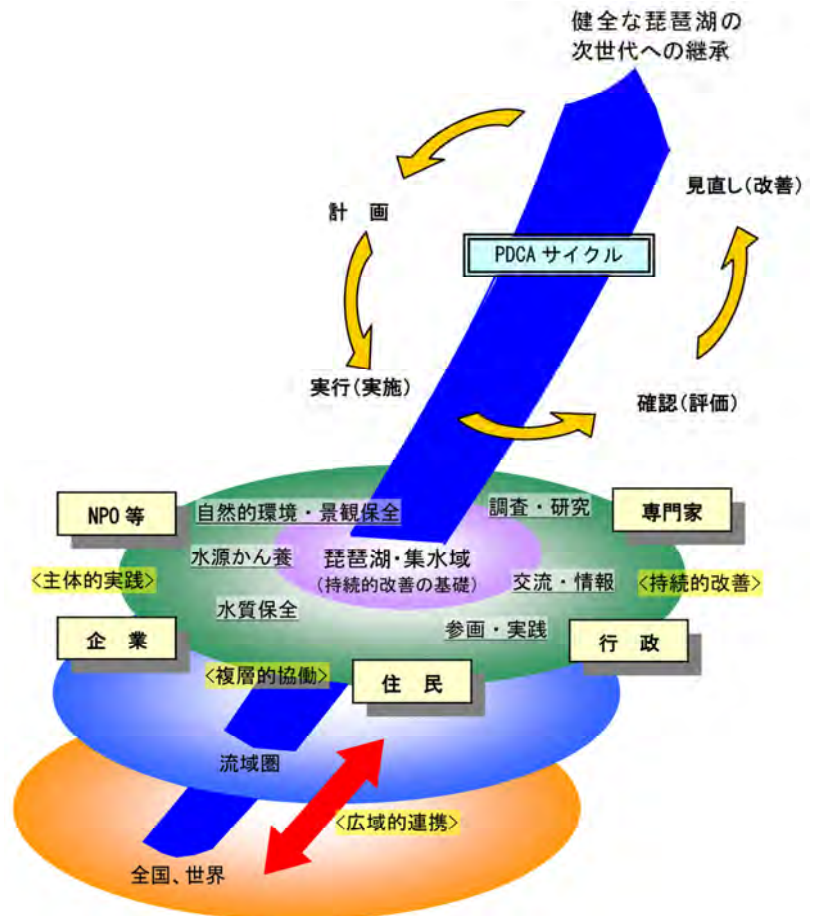 健全な琵琶湖の
次世代への継承
見直し(改善)
計　画
PDCA サイクル
実行(実施)
確認(評価)
NPO 等
自然的環境・景観保全
調査・研究
専門家
水源かん養
琵琶湖・集水域
(持続的改善の基礎)
<主体的実践>
交流・情報
<持続的改善>
水質保全
参画・実践
企　業
行　政
<複層的協働>
住　民
流域圏
<広域的連携>
全国、世界